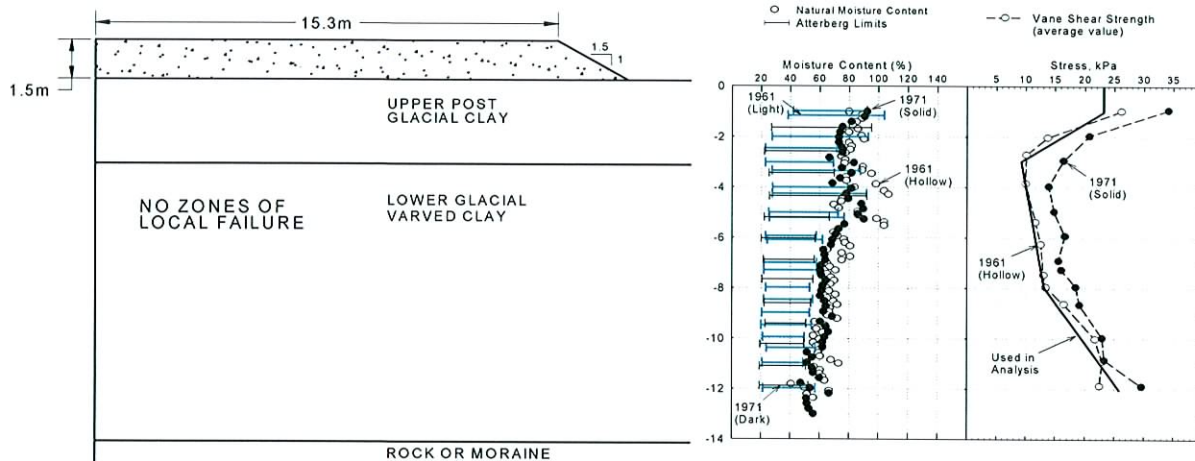 15.3m
1.5
1
1.5m
UPPER POST
GLACIAL CLAY
NO ZONES OF
LOCAL FAILURE
LOWER GLACIAL
VARVED CLAY
ROCK OR MORAINE
Natural Moisture Content
Atterberg Limits
Vane Shear Strength
(average value)
Moisture Content (%)
20 40 60 80 100 120 140
Stress, kPa
5 10 15 20 25 30 35
0
-2
-4
-6
-8
-10
-12
-14
1961
(Light)
1971
(Solid)
1961
(Hollow)
1971
(Dark)
1971
(Solid)
1961
(Hollow)
Used in
Analysis